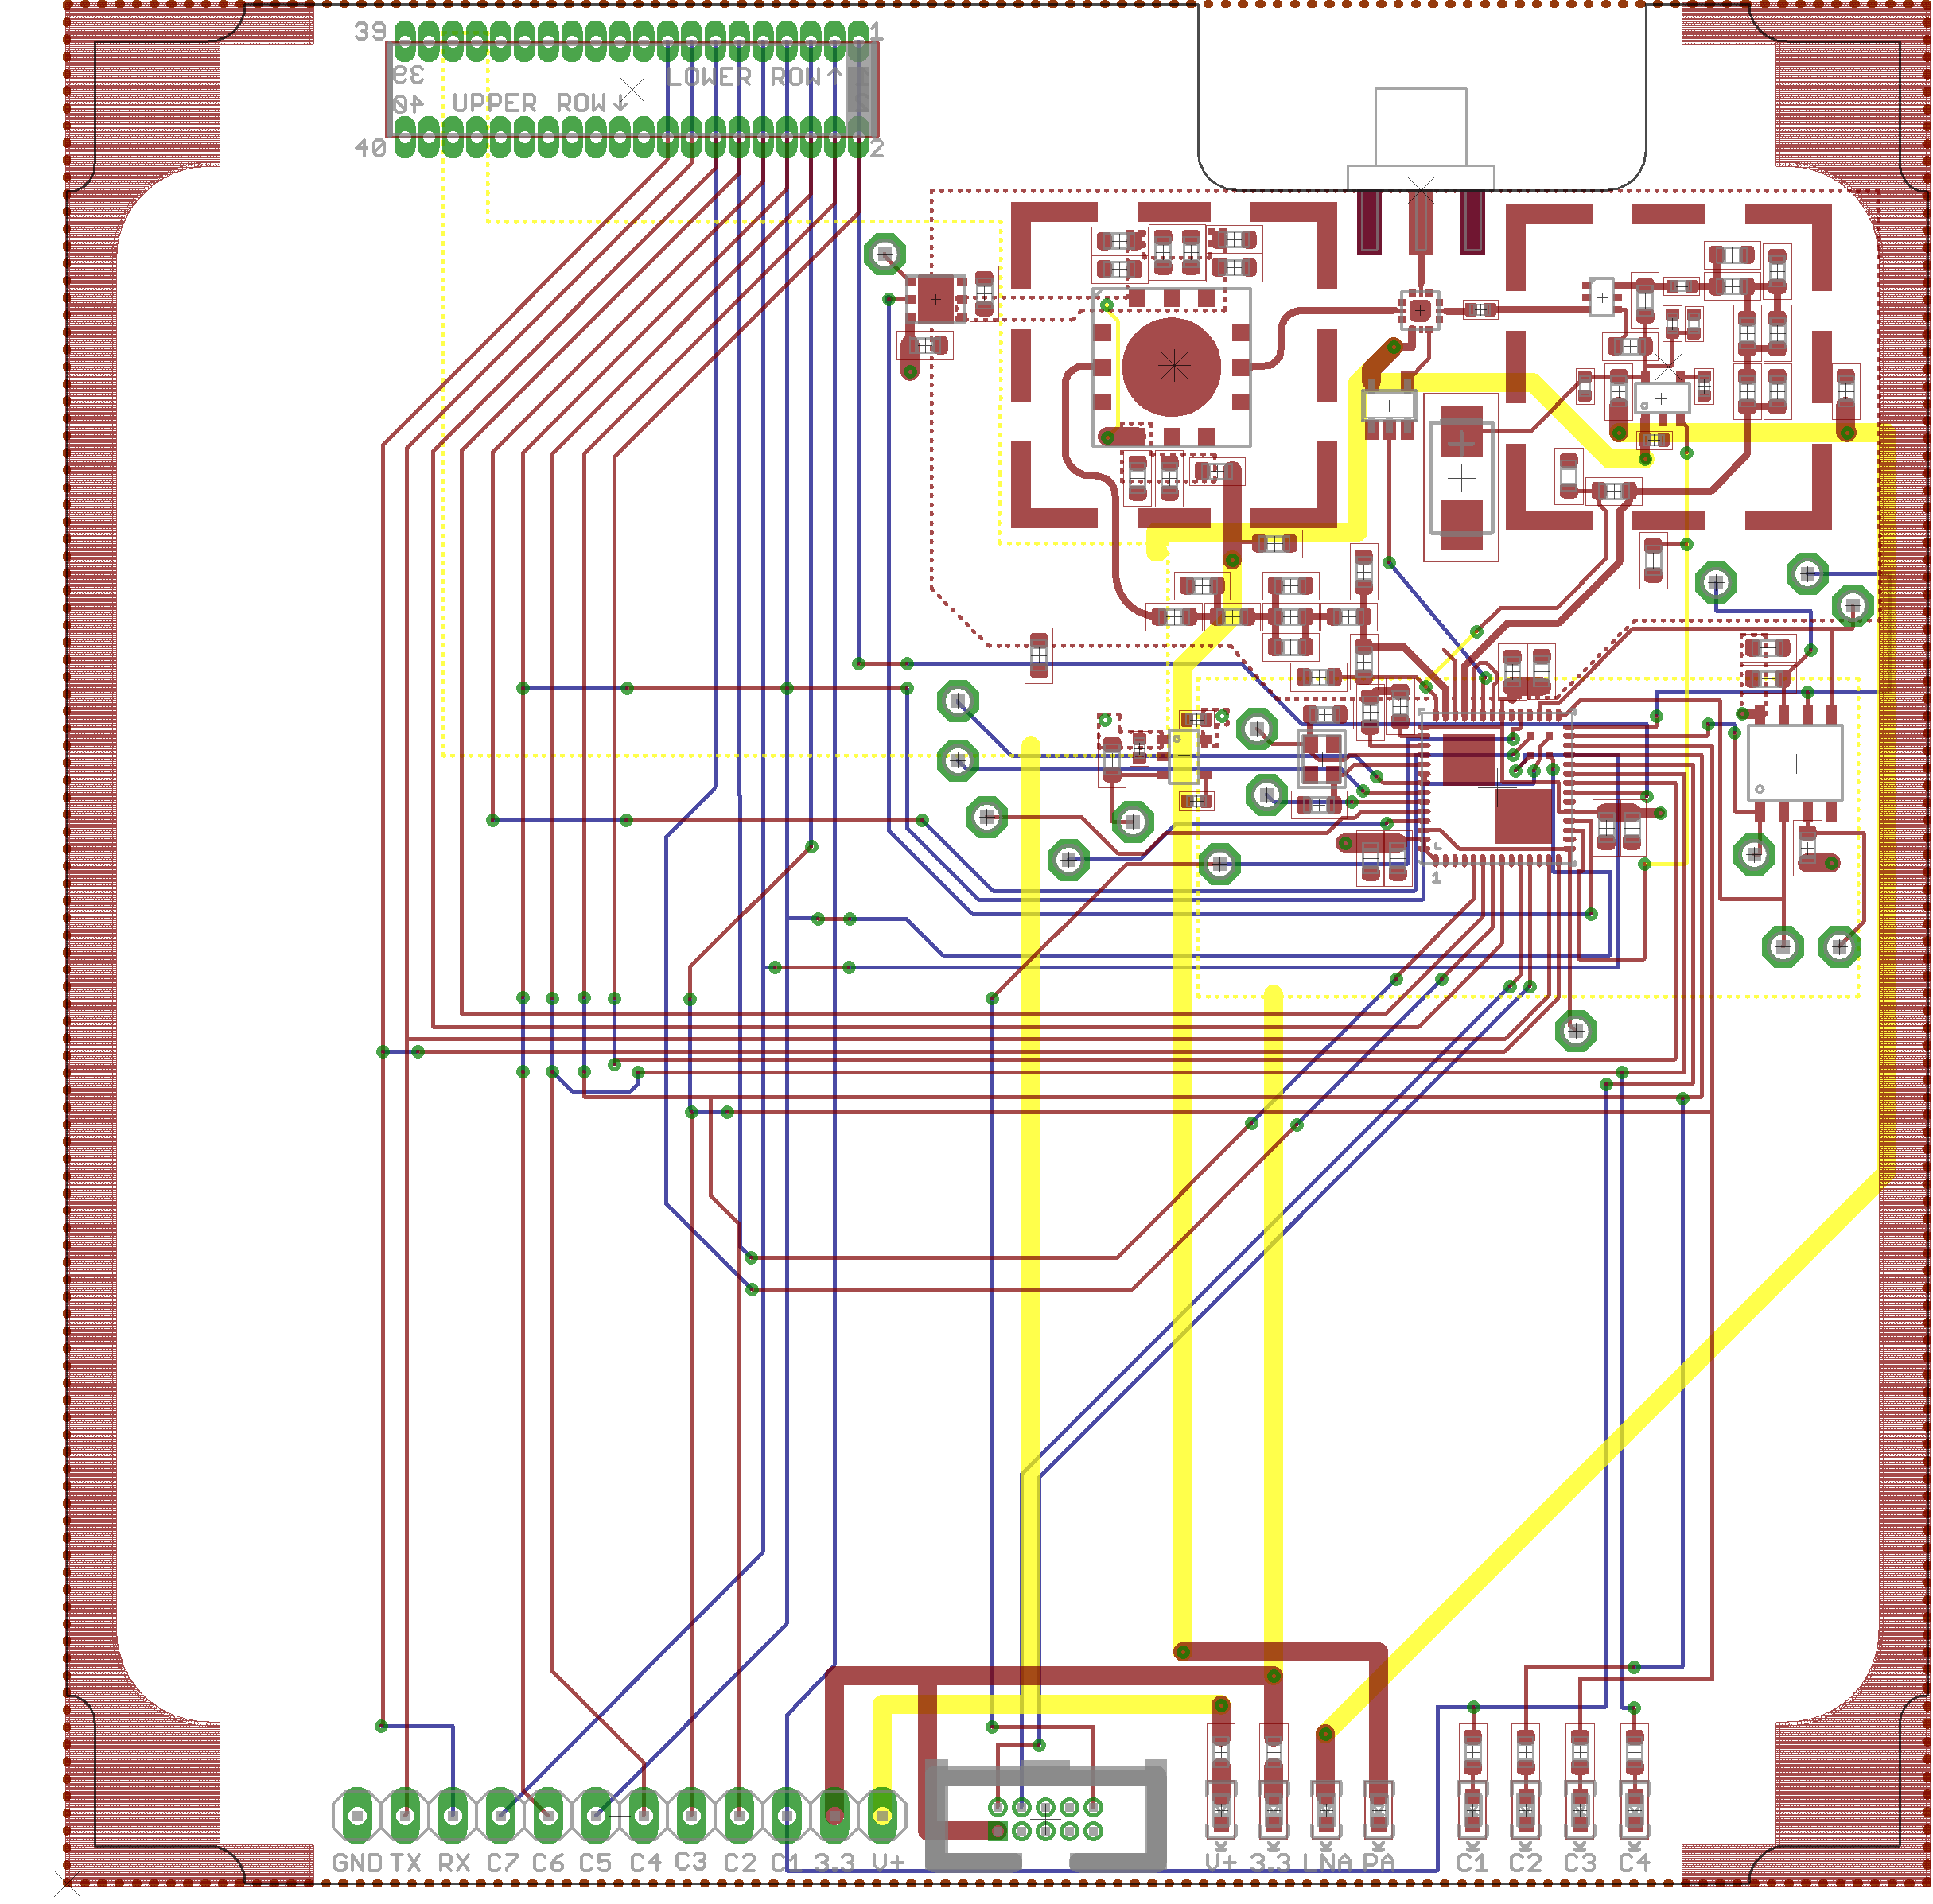 39
1
39
LOWER ROW ^
40
UPPER ROW ↓
40
2
1
GND TX RX C7 C6 C5 C4 C3 C2 C1 3.3 V+
V+ 3.3 LNA PA C1 C2 C3 C4